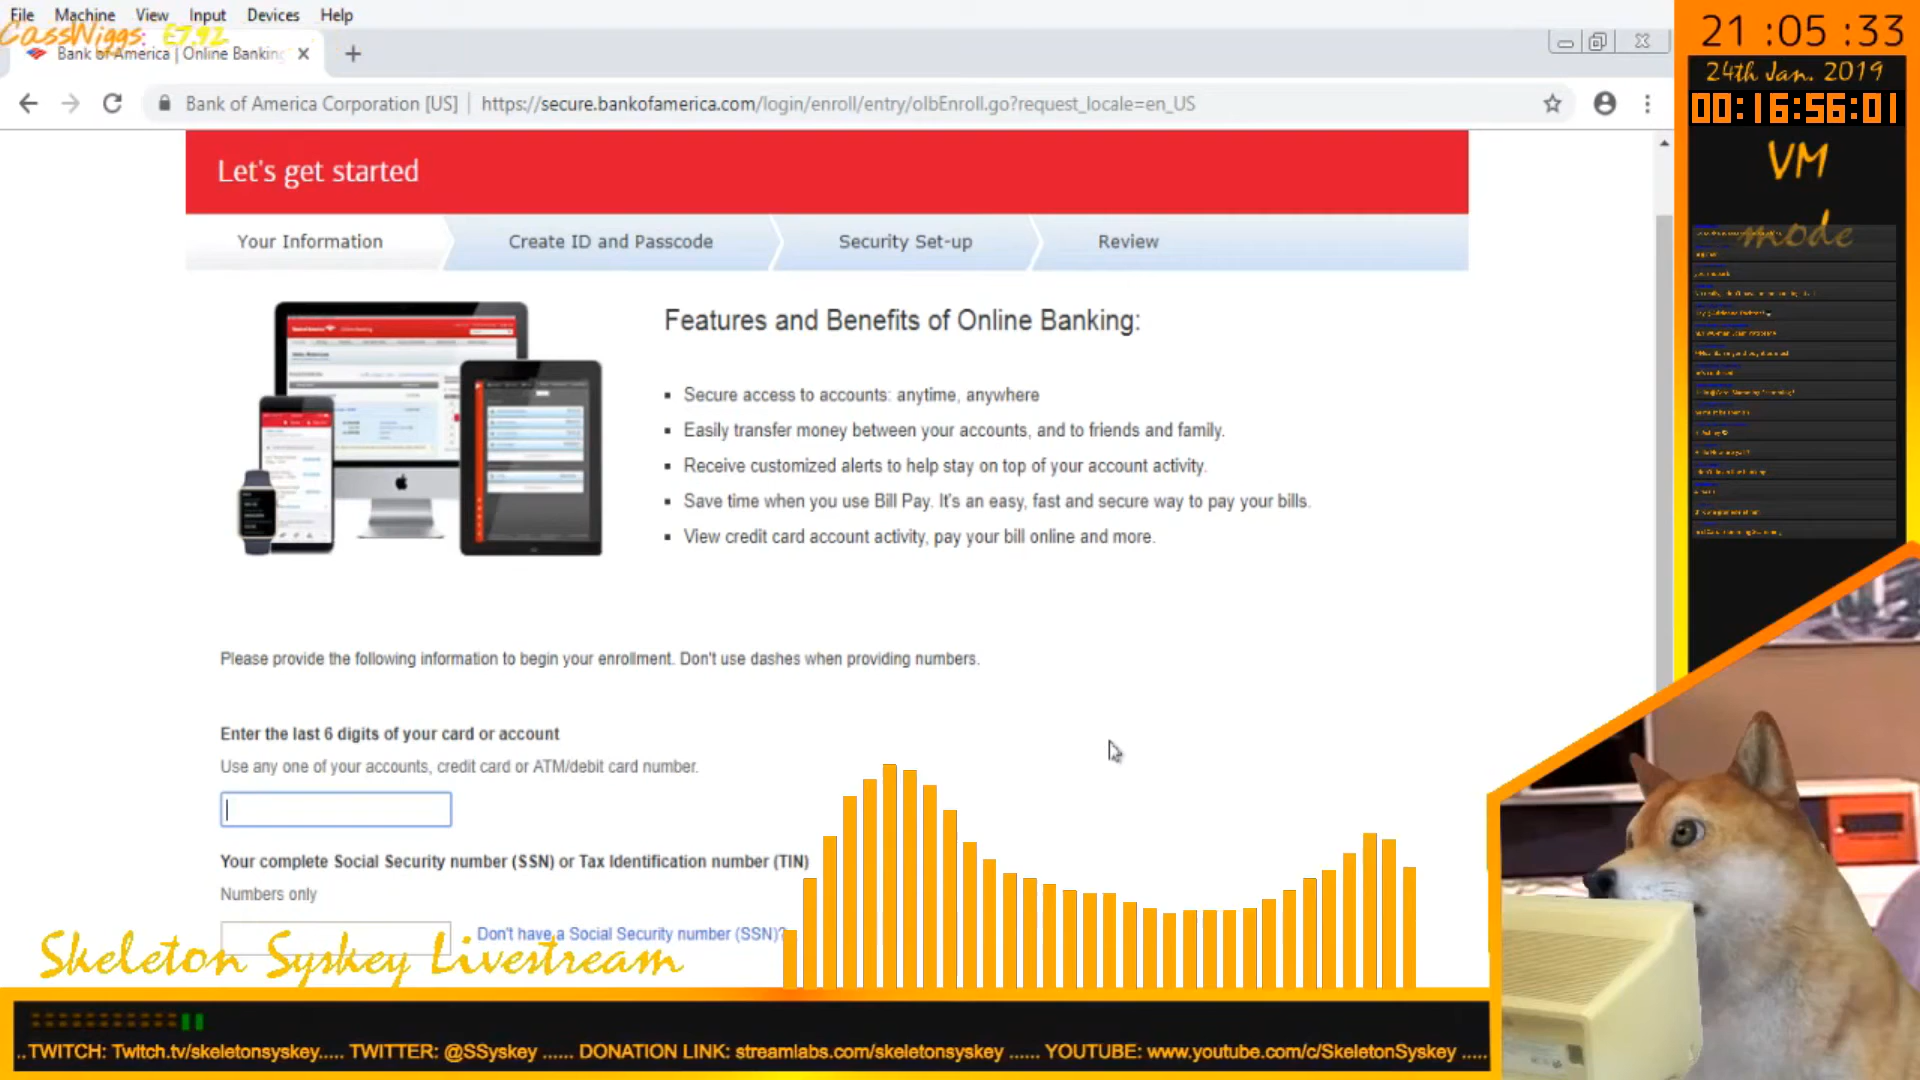 File Machine View Input Devices Help
CassWiggs: £7.92
Bank of America | Online Banking
Bank of America Corporation [US] https://secure.bankofamerica.com/login/enroll/entry/olbEnroll.go?request_locale=en_US
21 :05 :33
24th Jan. 2019
00:16:56:01
VM
mode
Let's get started
Your Information Create ID and Passcode Security Set-up Review
Features and Benefits of Online Banking:
Secure access to accounts: anytime, anywhere
Easily transfer money between your accounts, and to friends and family.
Receive customized alerts to help stay on top of your account activity.
Save time when you use Bill Pay. It's an easy, fast and secure way to pay your bills.
View credit card account activity, pay your bill online and more.
Please provide the following information to begin your enrollment. Don't use dashes when providing numbers.
Enter the last 6 digits of your card or account
Use any one of your accounts, credit card or ATM/debit card number.
Your complete Social Security number (SSN) or Tax Identification number (TIN)
Numbers only
Don't have a Social Security number (SSN)?
Skeleton Syskey Livestream
..TWITCH: Twitch.tv/skeletonsyskey..... TWITTER: @SSyskey ...... DONATION LINK: streamlabs.com/skeletonsyskey ...... YOUTUBE: www.youtube.com/c/SkeletonSyskey .....